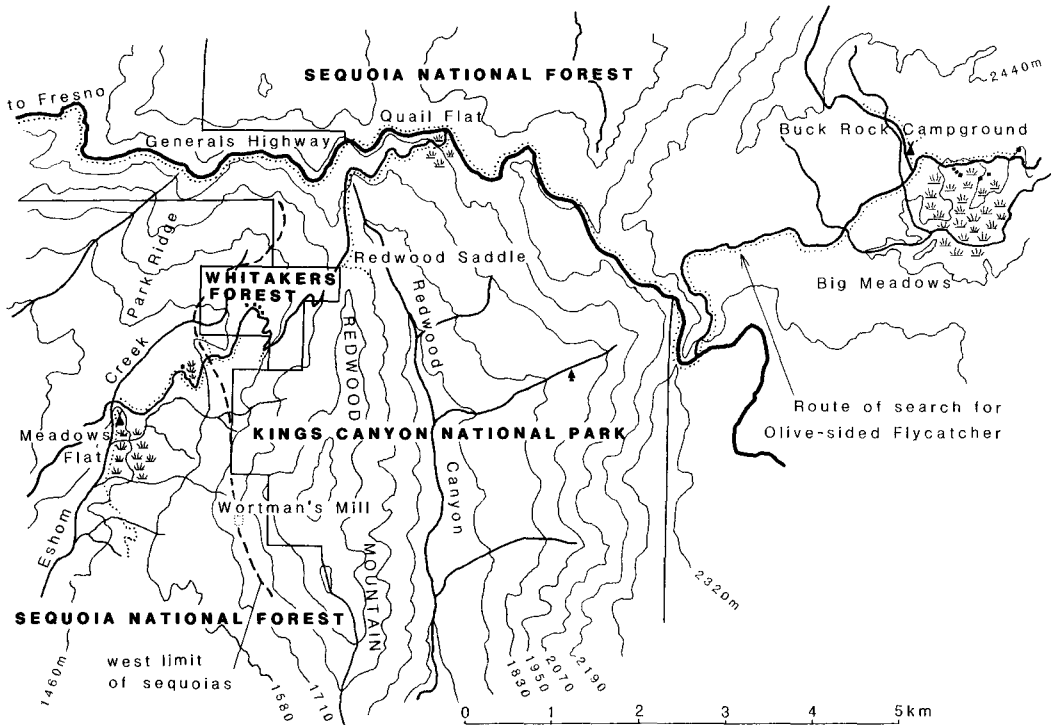 SEQUOIA NATIONAL FOREST
2440m
to Fresno
Quail Flat
Generals Highway
Buck Rock Campground
Park Ridge
WHITAKERS
FOREST
Redwood Saddle
Big Meadows
Creek
REDWOOD
Redwood
Route of search for
Olive-sided Flycatcher
Meadows
Flat
KINGS CANYON NATIONAL PARK
Canyon
Wortman's Mill
Eshom
MOUNTAIN
2320m
SEQUOIA NATIONAL FOREST
west limit
of sequoias
1460m
1580
1710
1830
1950
2070
2190
0 1 2 3 4 5km